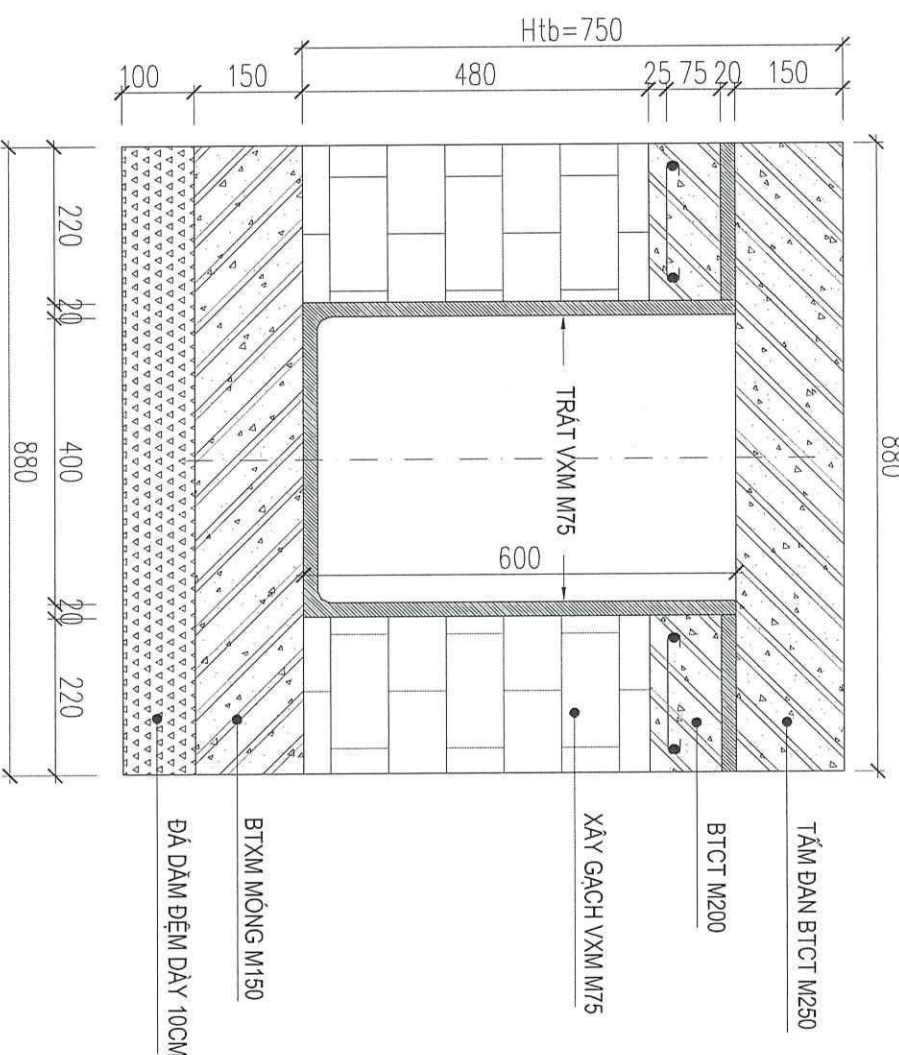 Htb=750
100
150
480
25
75
20
150
880
220
20
400
20
220
880
TRÁT VXM M75
600
TẤM ĐAN BTCT M250
BTCT M200
XÂY GẠCH VXM M75
BTXM MÓNG M150
ĐÁ DĂM ĐỆM DÀY 10CM